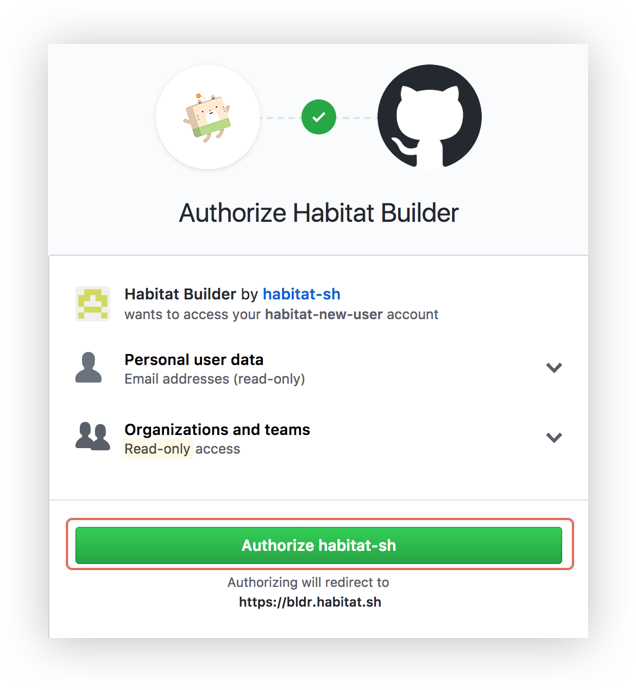 Authorize Habitat Builder
Habitat Builder by habitat-sh
wants to access your habitat-new-user account
Personal user data
Email addresses (read-only)
Organizations and teams
Read-only access
Authorize habitat-sh
Authorizing will redirect to
https://bldr.habitat.sh